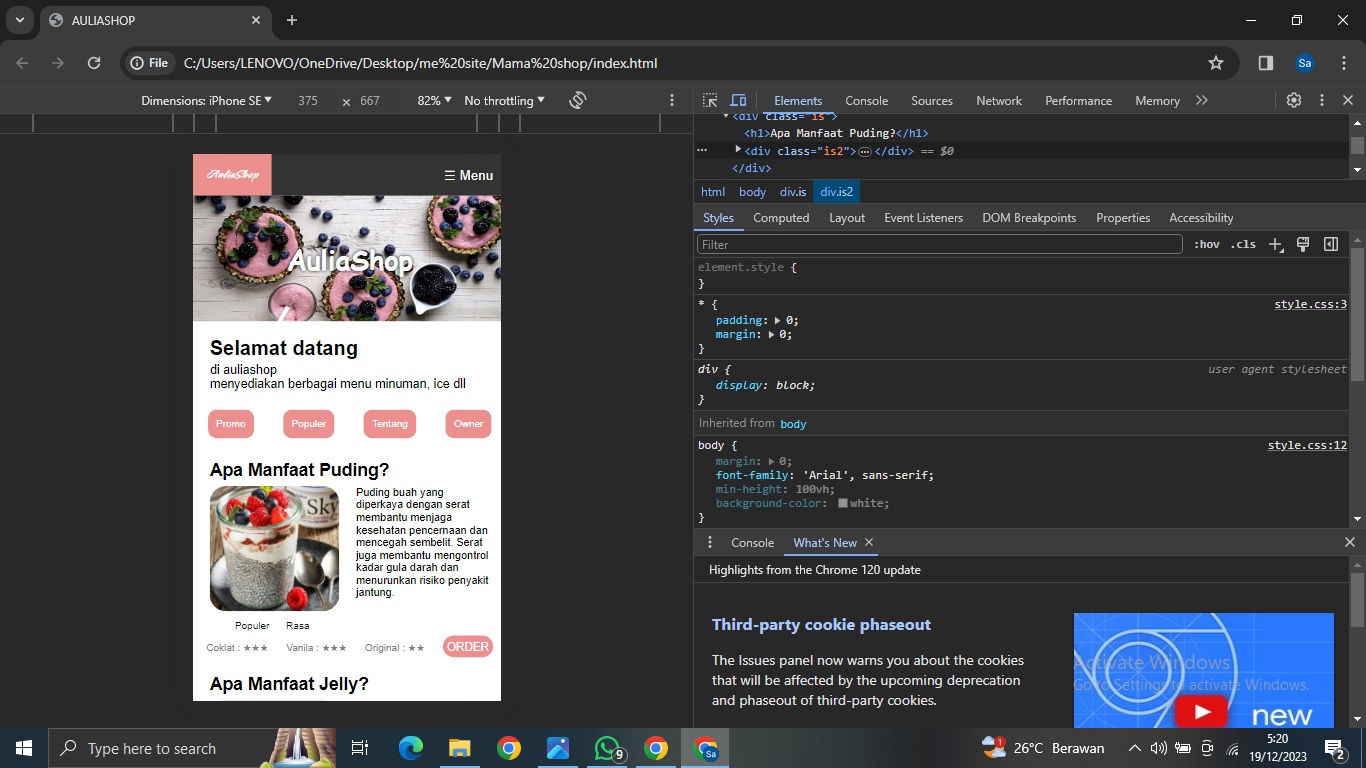 AULIASHOP
File C:/Users/LENOVO/OneDrive/Desktop/me%20site/Mama%20shop/index.html
Sa
Dimensions: iPhone SE 375 × 667 82% No throttling
Elements Console Sources Network Performance Memory
<div class="is">
<h1>Apa Manfaat Puding?</h1>
<div class="is2"> … </div> == $0
</div>
html body div.is div.is2
Styles Computed Layout Event Listeners DOM Breakpoints Properties Accessibility
Filter :hov .cls
element.style {
}
* { style.css:3
padding: 0;
margin: 0;
}
div { user agent stylesheet
display: block;
}
Inherited from body
body { style.css:12
margin: 0;
font-family: 'Arial', sans-serif;
min-height: 100vh;
background-color: white;
}
Console What's New
Highlights from the Chrome 120 update
Third-party cookie phaseout
The Issues panel now warns you about the cookies
that will be affected by the upcoming deprecation
and phaseout of third-party cookies.
new
Activate Windows
Go to Settings to activate Windows.
AuliaShop
☰ Menu
AuliaShop
Selamat datang
di auliashop
menyediakan berbagai menu minuman, ice dll
Promo Populer Tentang Owner
Apa Manfaat Puding?
Puding buah yang
diperkaya dengan serat
membantu menjaga
kesehatan pencernaan dan
mencegah sembelit. Serat
juga membantu mengontrol
kadar gula darah dan
menurunkan risiko penyakit
jantung.
Populer Rasa
Coklat : ★★★ Vanila : ★★★ Original : ★★ ORDER
Apa Manfaat Jelly?
Type here to search
9
Sa
1
26°C Berawan
5:20
19/12/2023
2